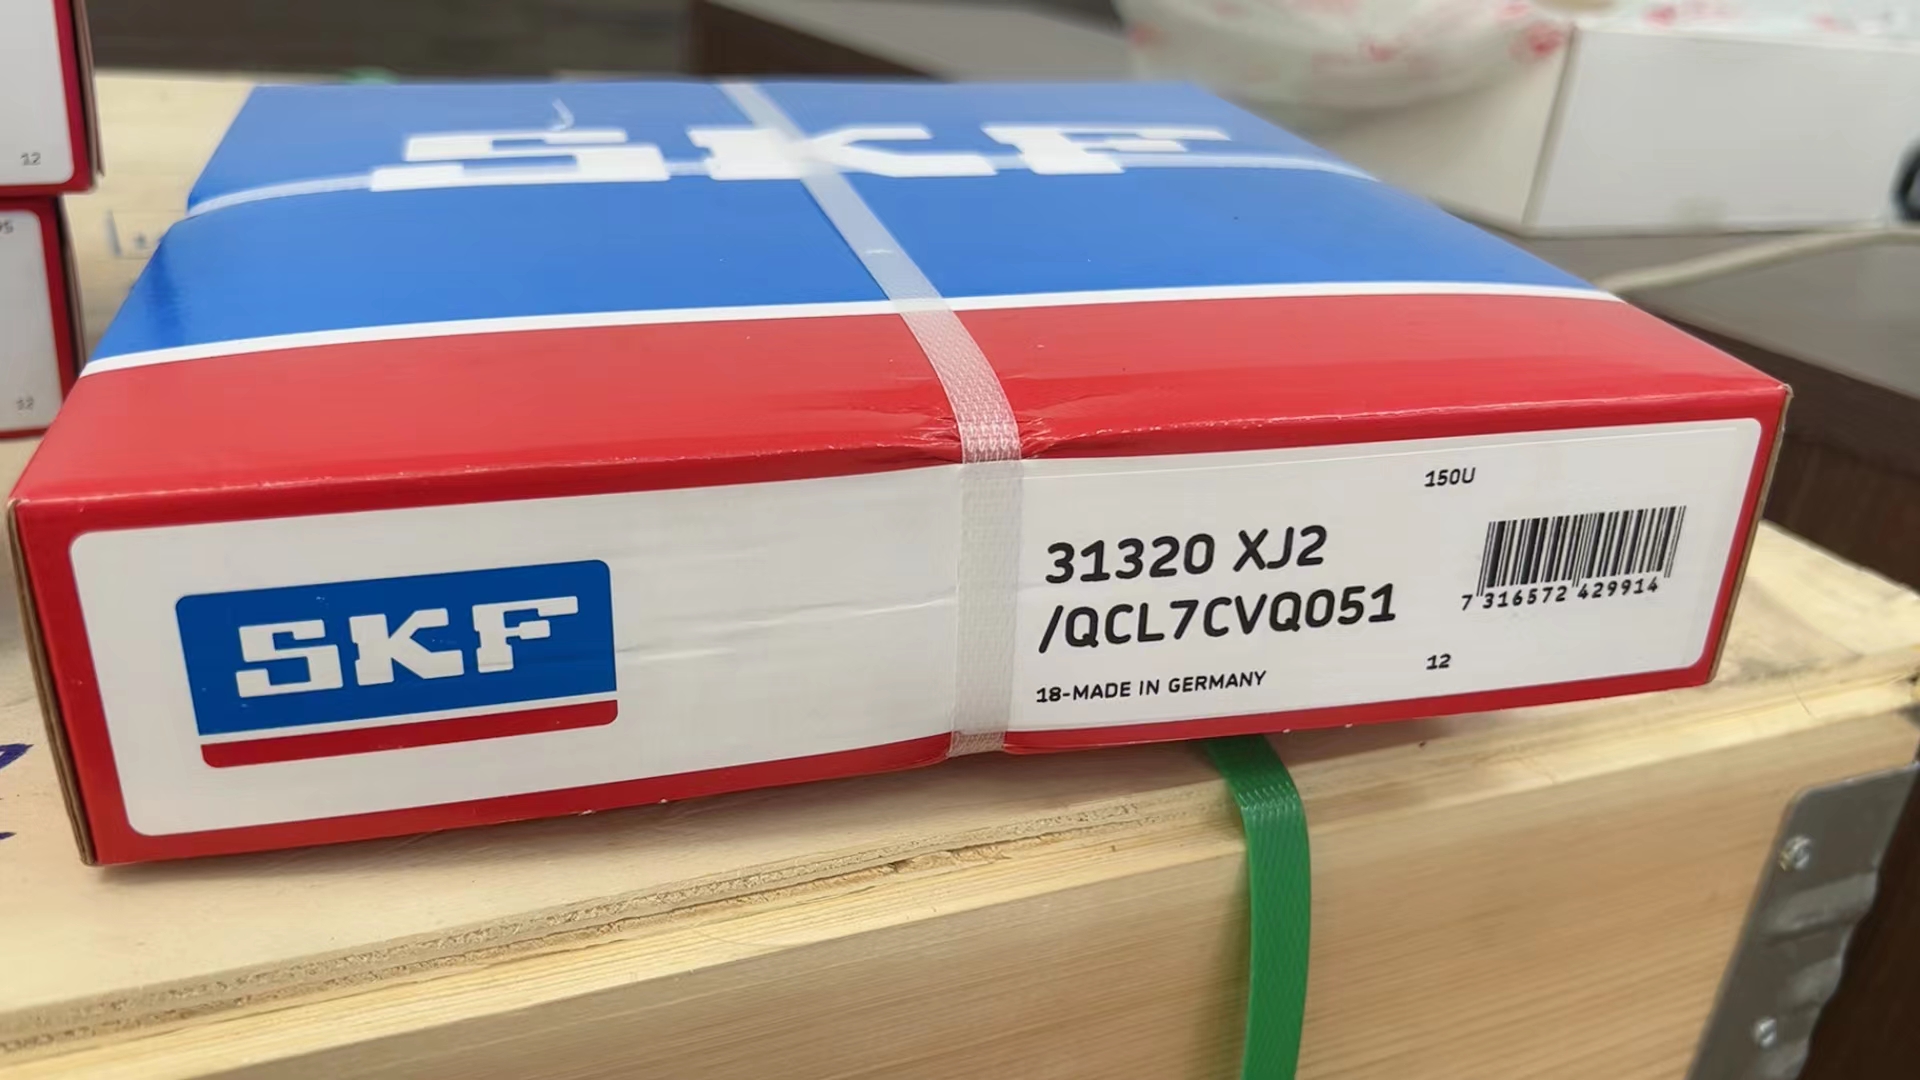 12
12
SKF
SKF
150U
31320 XJ2
/QCL7CVQ051
7 316572 429914
18-MADE IN GERMANY
12